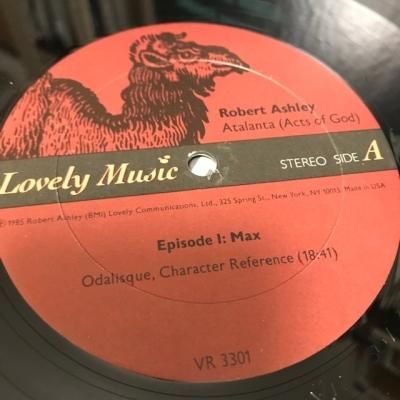 Robert Ashley
Atalanta (Acts of God)
Lovely Music
STEREO SIDE A
℗ 1985 Robert Ashley (BMI) Lovely Communications, Ltd., 325 Spring St., New York, NY 10013. Made in USA
Episode I: Max
Odalisque, Character Reference (18:41)
VR 3301